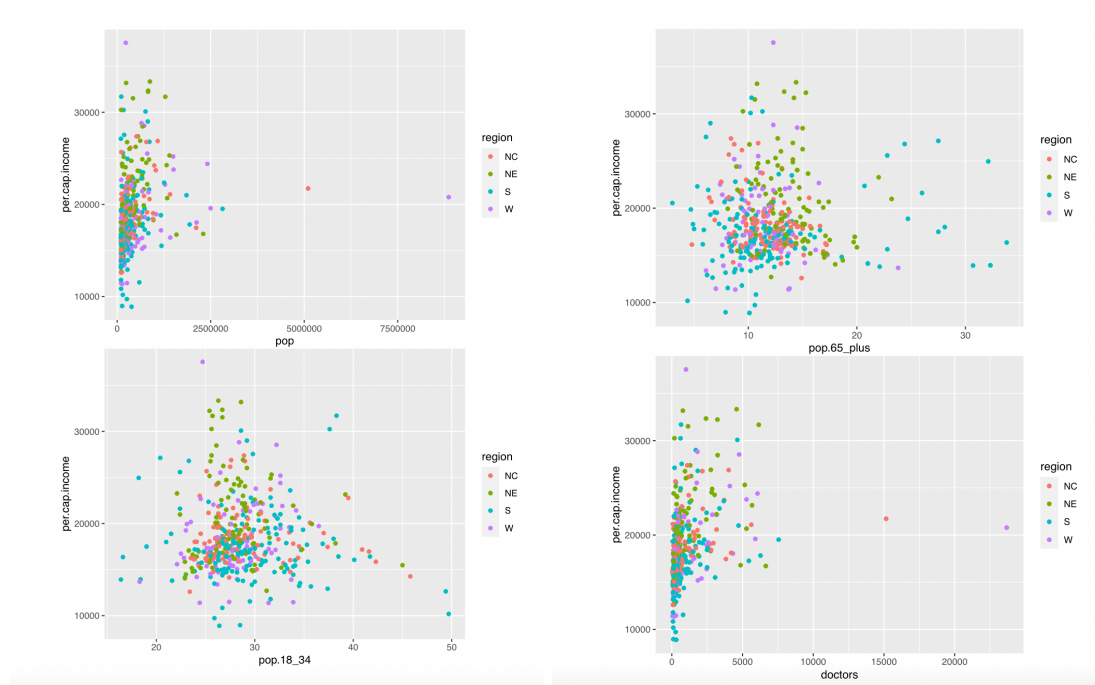 per.cap.income
30000
20000
10000
0
2500000
5000000
7500000
pop
region
NC
NE
S
W
per.cap.income
30000
20000
10000
10
20
30
pop.65_plus
region
NC
NE
S
W
per.cap.income
30000
20000
10000
20
30
40
50
pop.18_34
region
NC
NE
S
W
per.cap.income
30000
20000
10000
0
5000
10000
15000
20000
doctors
region
NC
NE
S
W